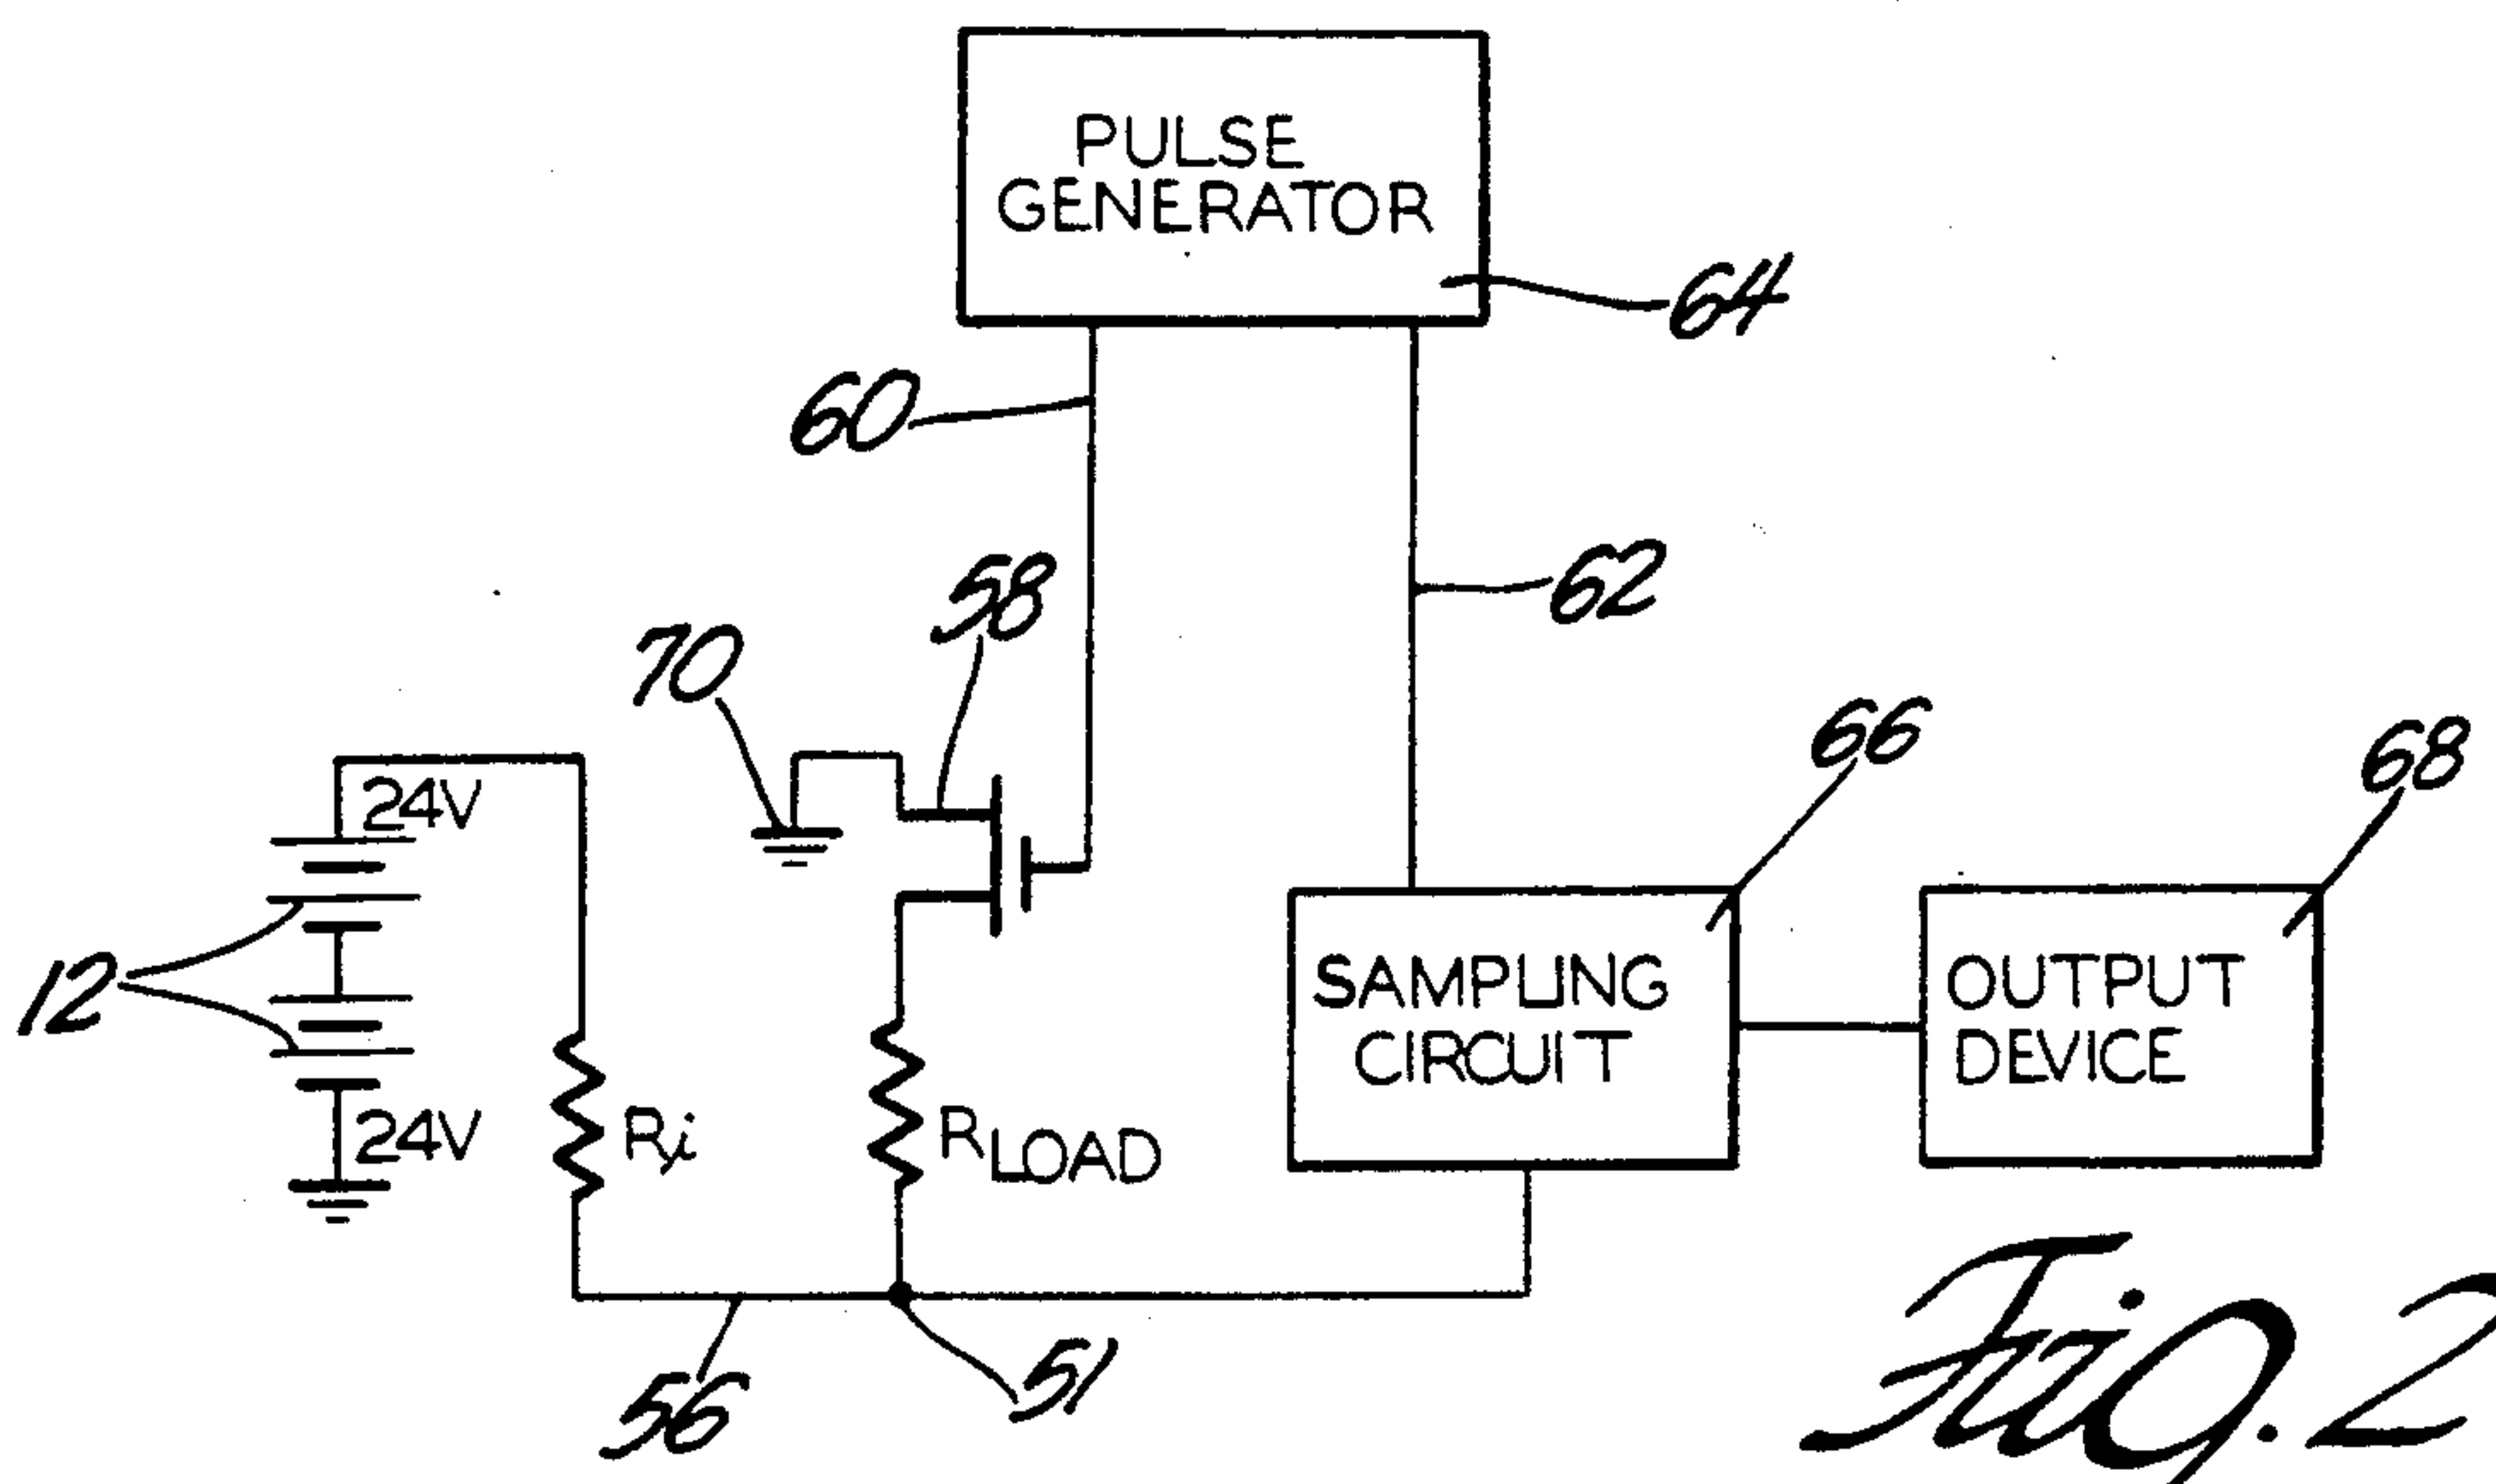 PULSE
GENERATOR
64
60
58
62
70
66
68
24V
12
SAMPLING
CIRCUIT
OUTPUT
DEVICE
24V
Ri
RLOAD
56
51
Fig. 2